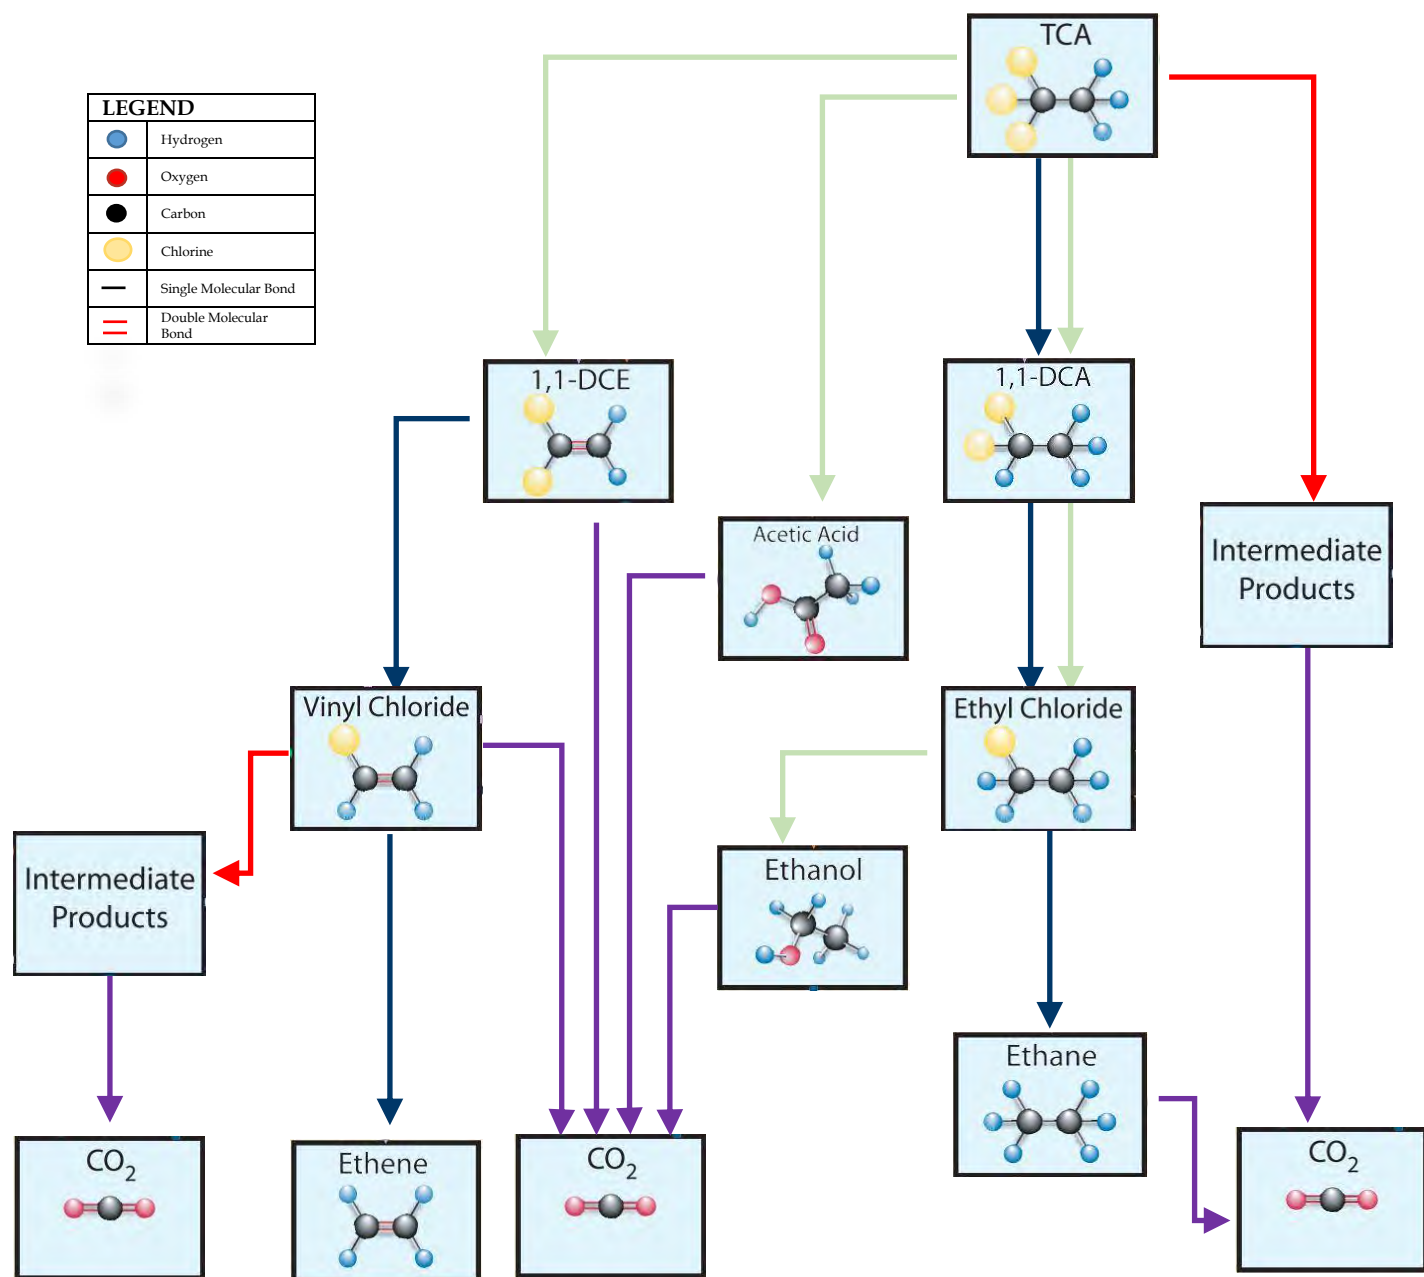 TCA
LEGEND
Hydrogen
Oxygen
Carbon
Chlorine
Single Molecular Bond
Double Molecular
Bond
1,1-DCE
1,1-DCA
Acetic Acid
Intermediate
Products
Vinyl Chloride
Ethyl Chloride
Intermediate
Products
Ethanol
Ethane
CO2
Ethene
CO2
CO2